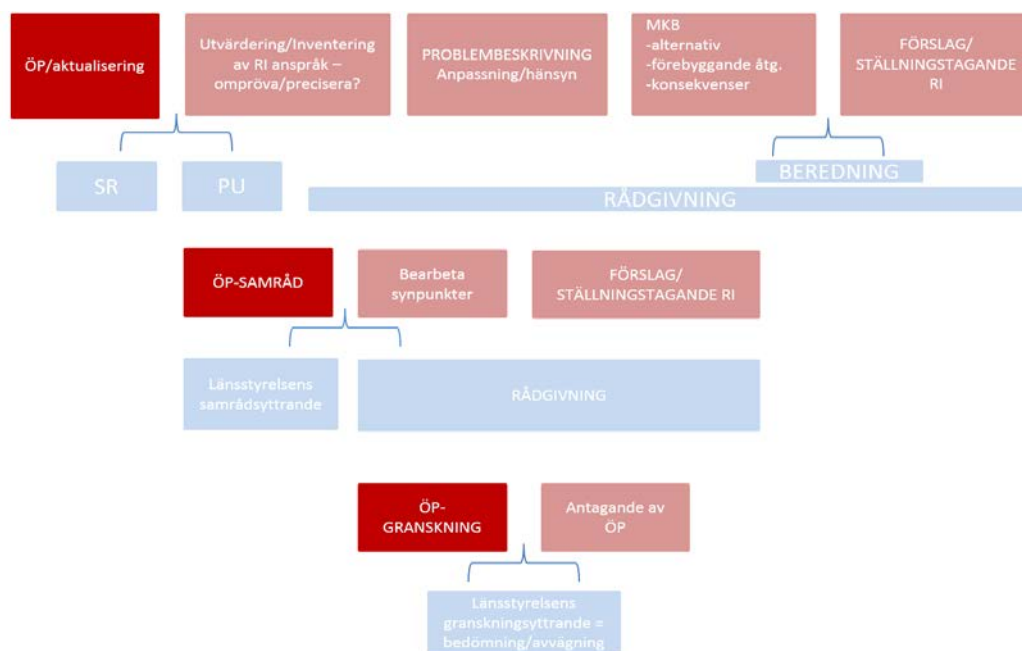 ÖP/aktualisering
Utvärdering/Inventering
av RI anspråk –
ompröva/precisera?
PROBLEMBESKRIVNING
Anpassning/hänsyn
MKB
-alternativ
-förebyggande åtg.
-konsekvenser
FÖRSLAG/
STÄLLNINGSTAGANDE
RI
SR
PU
BEREDNING
RÅDGIVNING
ÖP-SAMRÅD
Bearbeta
synpunkter
FÖRSLAG/
STÄLLNINGSTAGANDE RI
Länsstyrelsens
samrådsyttrande
RÅDGIVNING
ÖP-
GRANSKNING
Antagande av
ÖP
Länsstyrelsens
granskningsyttrande =
bedömning/avvägning